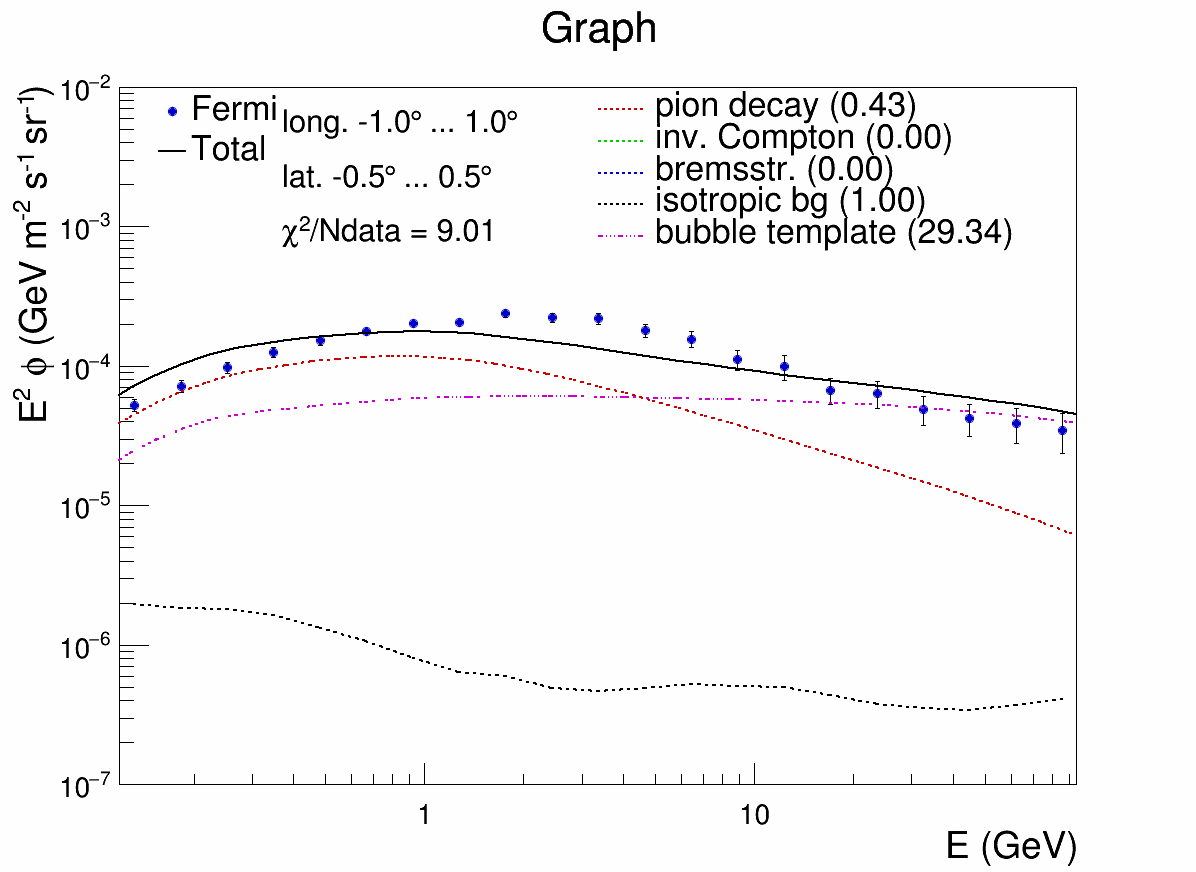 Graph
E² ϕ (GeV m⁻² s⁻¹ sr⁻¹)
10⁻²
10⁻³
10⁻⁴
10⁻⁵
10⁻⁶
10⁻⁷
Fermi
Total
long. -1.0° ... 1.0°
lat. -0.5° ... 0.5°
χ²/Ndata = 9.01
pion decay (0.43)
inv. Compton (0.00)
bremsstr. (0.00)
isotropic bg (1.00)
bubble template (29.34)
1
10
E (GeV)